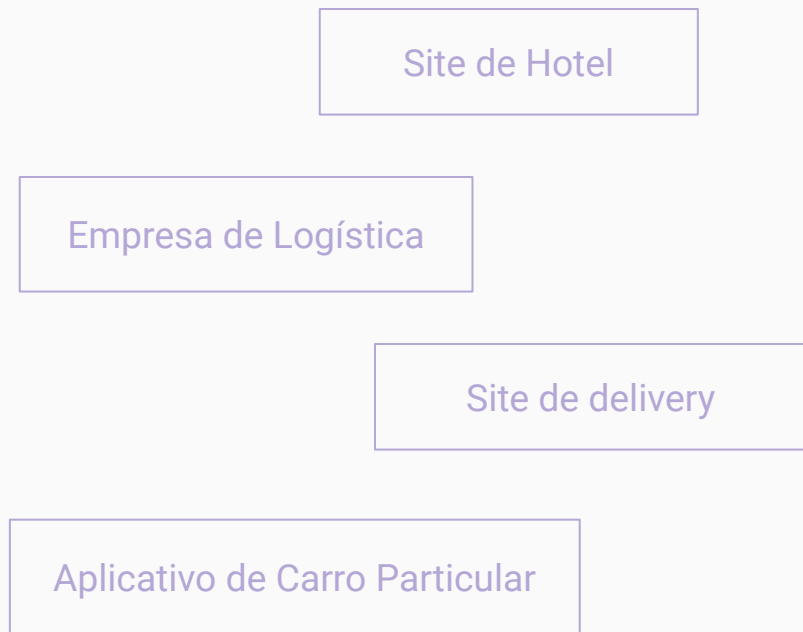 Site de Hotel
Empresa de Logística
Site de delivery
Aplicativo de Carro Particular